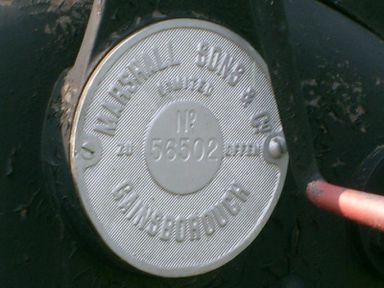 MARSHALL SONS & Co
LIMITED
No
56502
GAINSBOROUGH